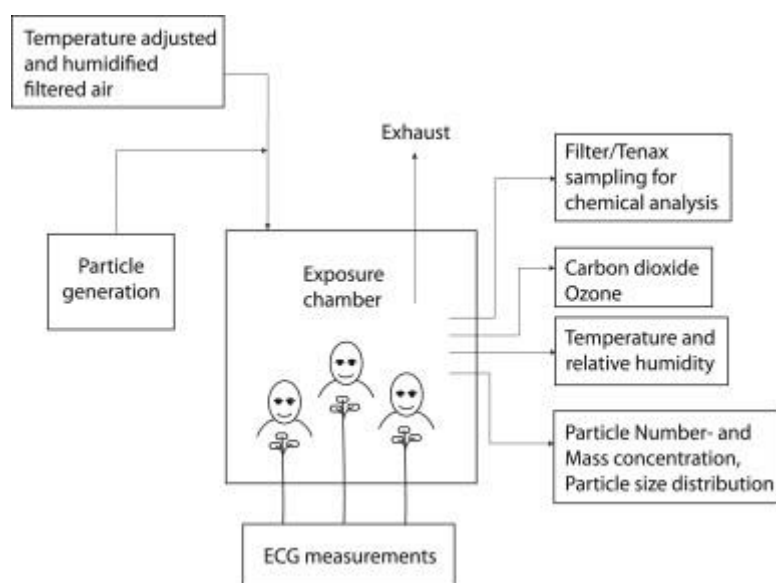 Temperature adjusted
and humidified
filtered air
Exhaust
Filter/Tenax
sampling for
chemical analysis
Particle
generation
Exposure
chamber
Carbon dioxide
Ozone
Temperature and
relative humidity
Particle Number- and
Mass concentration,
Particle size distribution
ECG measurements